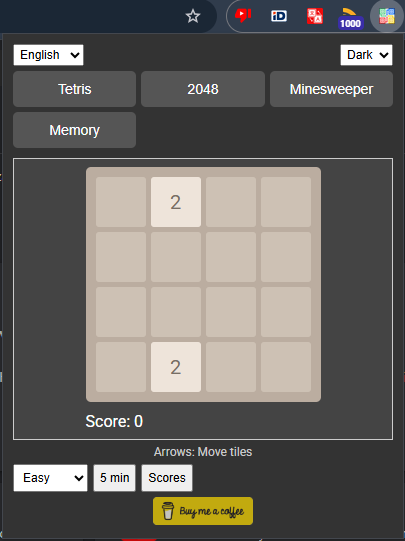 iD
1000
English
Dark
Tetris
2048
Minesweeper
Memory
2
2
Score: 0
Arrows: Move tiles
Easy
5 min
Scores
Buy me a coffee